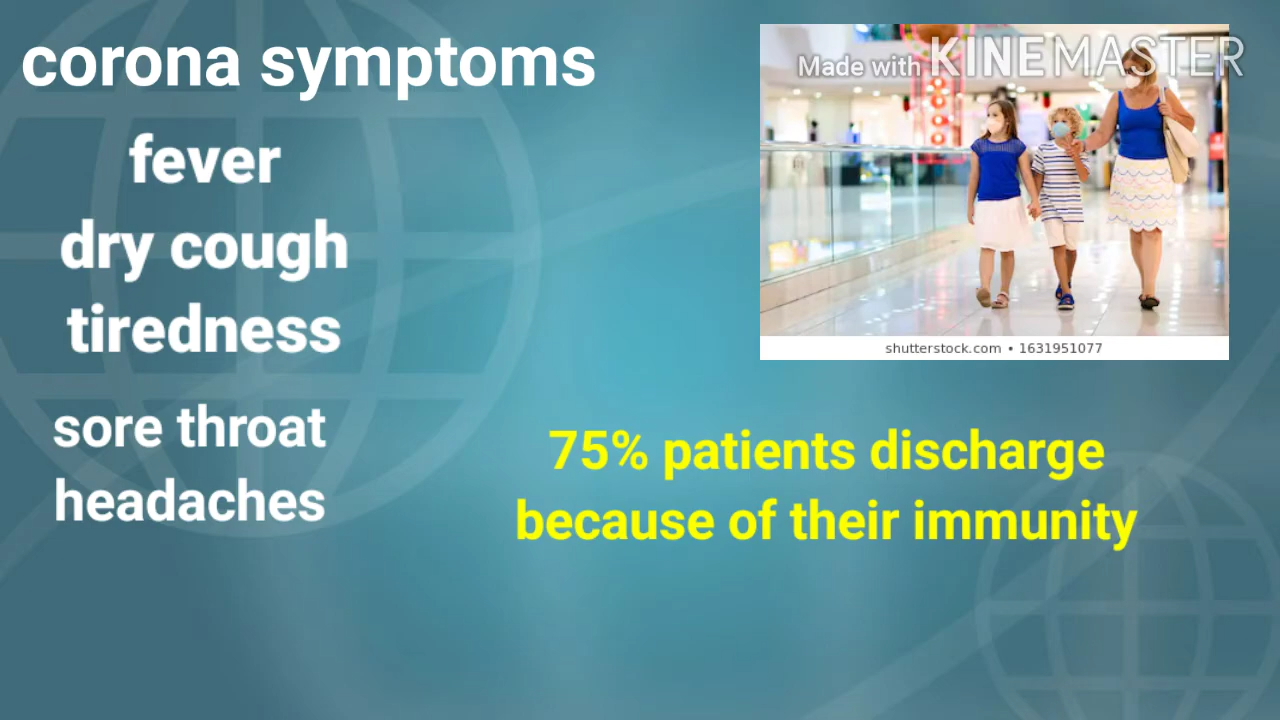 corona symptoms
fever
dry cough
tiredness
sore throat
headaches
Made with KINEMASTER
shutterstock.com • 1631951077
75% patients discharge
because of their immunity